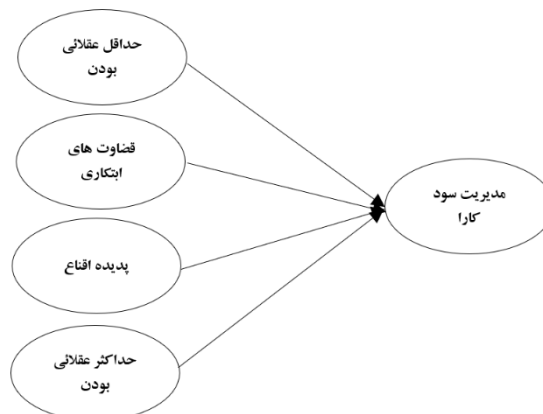 حداقل عقلائی
بودن
قضاوت های
ابتکاری
پدیده اقناع
حداکثر عقلائی
بودن
مدیریت سود
کارا